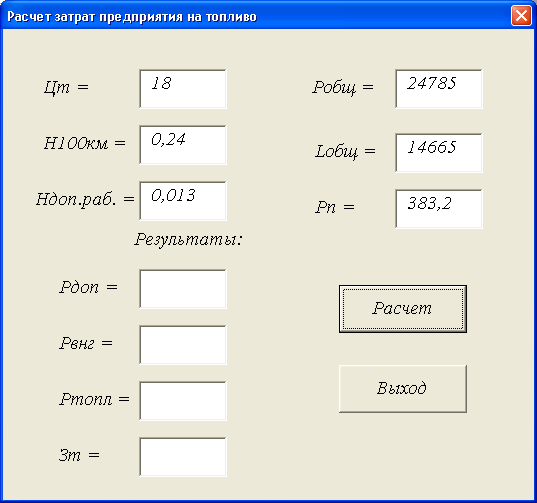 Расчет затрат предприятия на топливо
Цт = 18
Робщ = 24785
Н100км = 0,24
Lобщ = 14665
Ндоп.раб. = 0,013
Рп = 383,2
Результаты:
Рдоп =
Расчет
Рвнг =
Ртопл =
Выход
Зт =